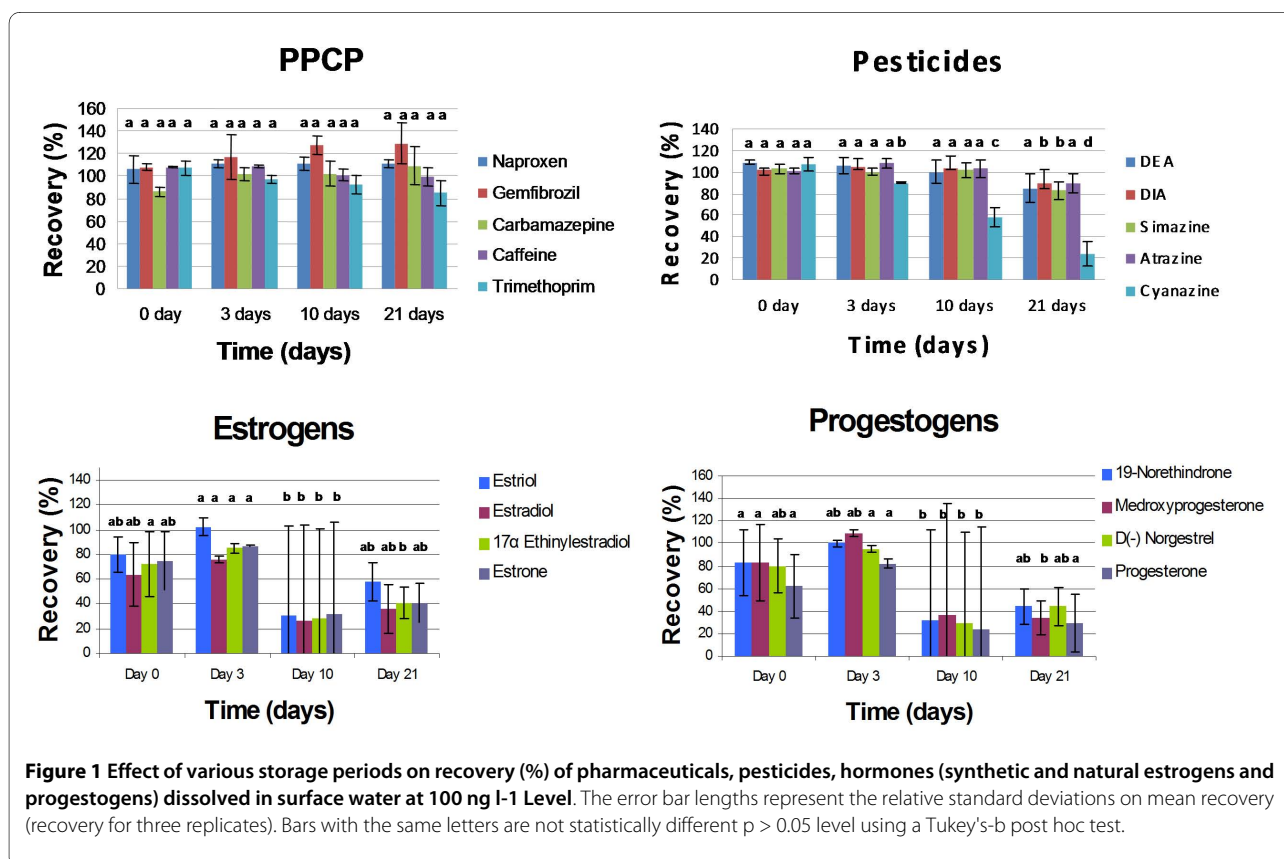 PPCP
160 a a a a a a a a a a a a a a a a a a a a
140
120
100
80
60
40
20
0
Recovery (%)
0 day 3 days 10 days 21 days
Time (days)
Naproxen
Gemfibrozil
Carbamazepine
Caffeine
Trimethoprim
Pesticides
140 a a a a a a a a a b a a a a c a b b a d
120
100
80
60
40
20
0
Recovery (%)
0 day 3 days 10 days 21 days
Time (days)
DEA
DIA
Simazine
Atrazine
Cyanazine
Estrogens
140
120
100
80
60
40
20
0
ab ab a ab a a a a b b b b ab ab b ab
Recovery (%)
Day 0 Day 3 Day 10 Day 21
Time (days)
Estriol
Estradiol
17α Ethinylestradiol
Estrone
Progestogens
160
140
120
100
80
60
40
20
0
a a ab a ab ab a a b b b b ab b ab a
Recovery (%)
Day 0 Day 3 Day 10 Day 21
Time (days)
19-Norethindrone
Medroxyprogesterone
D(-) Norgestrel
Progesterone
Figure 1 Effect of various storage periods on recovery (%) of pharmaceuticals, pesticides, hormones (synthetic and natural estrogens and
progestogens) dissolved in surface water at 100 ng l-1 Level. The error bar lengths represent the relative standard deviations on mean recovery
(recovery for three replicates). Bars with the same letters are not statistically different p > 0.05 level using a Tukey's-b post hoc test.